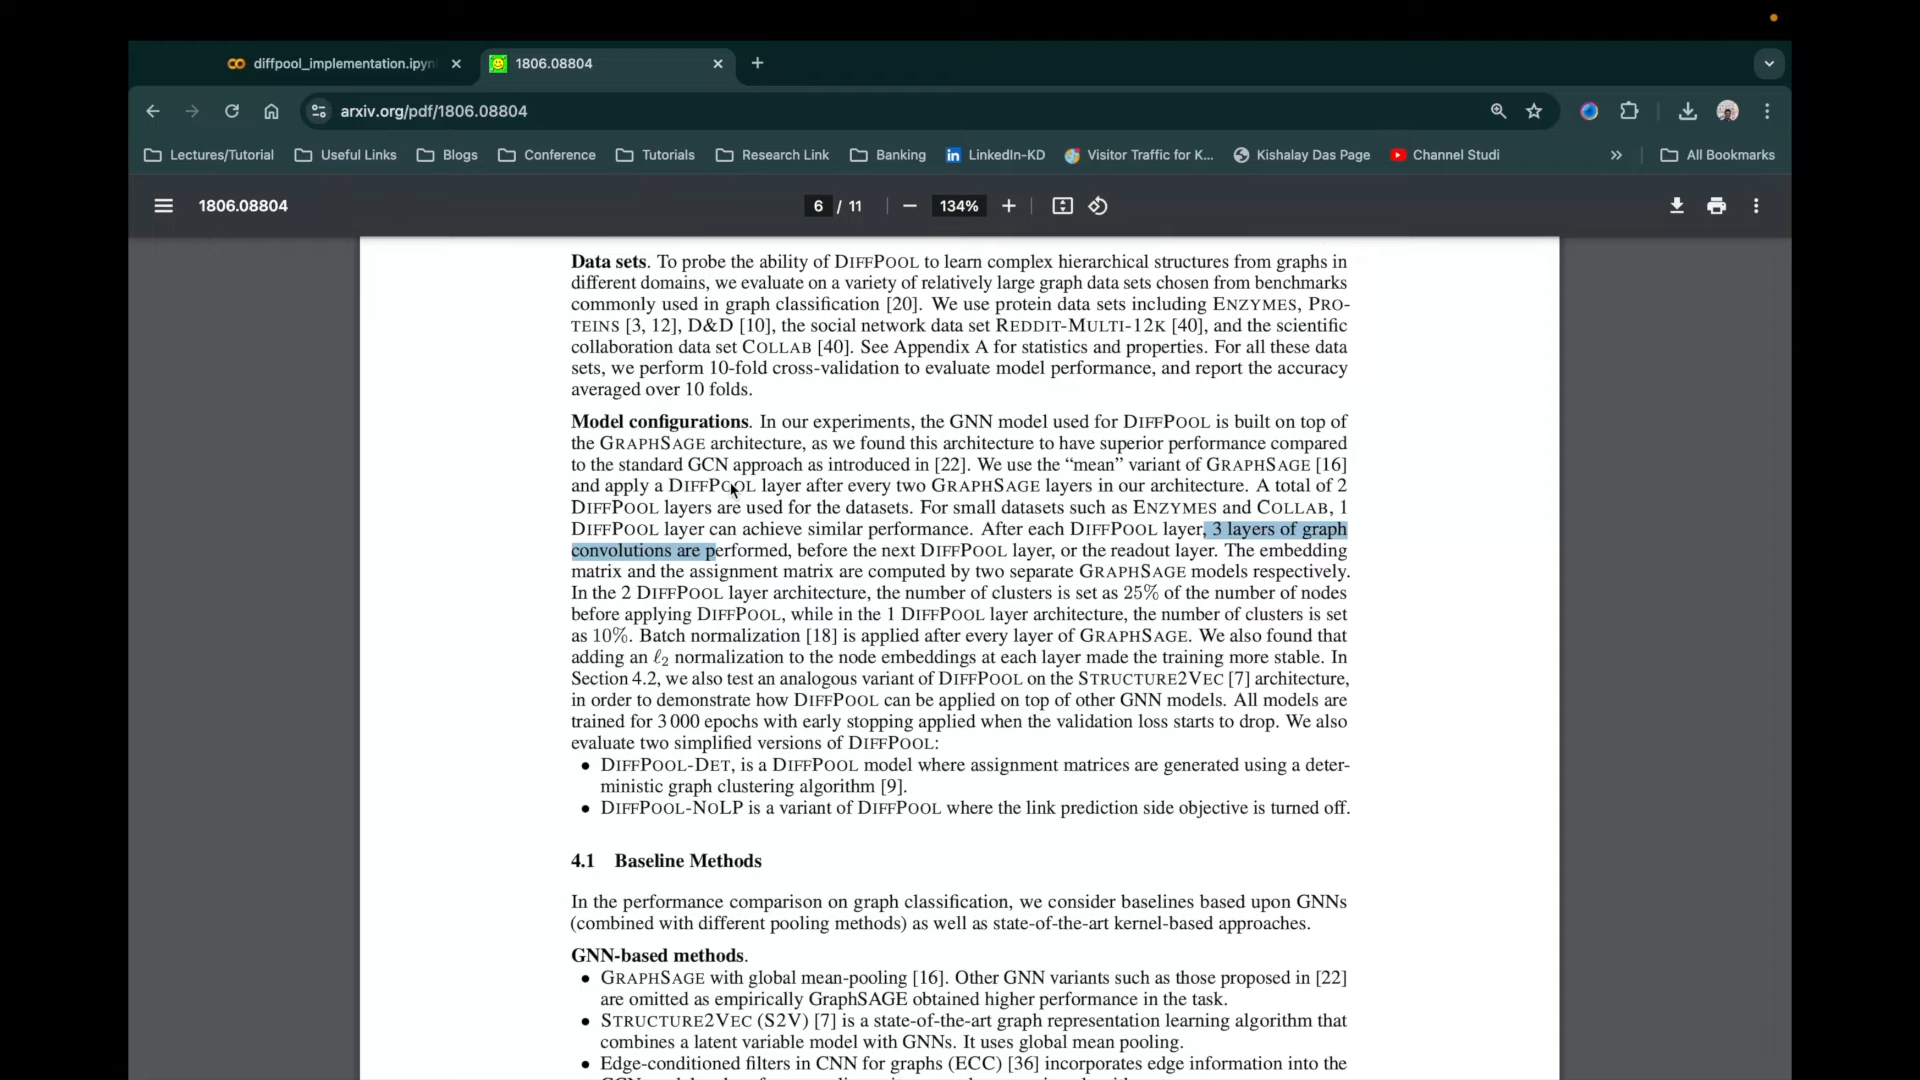 diffpool_implementation.ipyn
1806.08804
arxiv.org/pdf/1806.08804
Lectures/Tutorial
Useful Links
Blogs
Conference
Tutorials
Research Link
Banking
LinkedIn-KD
Visitor Traffic for K...
Kishalay Das Page
Channel Studi
All Bookmarks
1806.08804
6 / 11
134%
Data sets. To probe the ability of DIFFPOOL to learn complex hierarchical structures from graphs in
different domains, we evaluate on a variety of relatively large graph data sets chosen from benchmarks
commonly used in graph classification [20]. We use protein data sets including ENZYMES, PRO-
TEINS [3, 12], D&D [10], the social network data set REDDIT-MULTI-12K [40], and the scientific
collaboration data set COLLAB [40]. See Appendix A for statistics and properties. For all these data
sets, we perform 10-fold cross-validation to evaluate model performance, and report the accuracy
averaged over 10 folds.
Model configurations. In our experiments, the GNN model used for DIFFPOOL is built on top of
the GRAPHSAGE architecture, as we found this architecture to have superior performance compared
to the standard GCN approach as introduced in [22]. We use the “mean” variant of GRAPHSAGE [16]
and apply a DIFFPOOL layer after every two GRAPHSAGE layers in our architecture. A total of 2
DIFFPOOL layers are used for the datasets. For small datasets such as ENZYMES and COLLAB, 1
DIFFPOOL layer can achieve similar performance. After each DIFFPOOL layer, 3 layers of graph
convolutions are performed, before the next DIFFPOOL layer, or the readout layer. The embedding
matrix and the assignment matrix are computed by two separate GRAPHSAGE models respectively.
In the 2 DIFFPOOL layer architecture, the number of clusters is set as 25% of the number of nodes
before applying DIFFPOOL, while in the 1 DIFFPOOL layer architecture, the number of clusters is set
as 10%. Batch normalization [18] is applied after every layer of GRAPHSAGE. We also found that
adding an ℓ2 normalization to the node embeddings at each layer made the training more stable. In
Section 4.2, we also test an analogous variant of DIFFPOOL on the STRUCTURE2VEC [7] architecture,
in order to demonstrate how DIFFPOOL can be applied on top of other GNN models. All models are
trained for 3 000 epochs with early stopping applied when the validation loss starts to drop. We also
evaluate two simplified versions of DIFFPOOL:
• DIFFPOOL-DET, is a DIFFPOOL model where assignment matrices are generated using a deter-
ministic graph clustering algorithm [9].
• DIFFPOOL-NOLP is a variant of DIFFPOOL where the link prediction side objective is turned off.
4.1 Baseline Methods
In the performance comparison on graph classification, we consider baselines based upon GNNs
(combined with different pooling methods) as well as state-of-the-art kernel-based approaches.
GNN-based methods.
• GRAPHSAGE with global mean-pooling [16]. Other GNN variants such as those proposed in [22]
are omitted as empirically GraphSAGE obtained higher performance in the task.
• STRUCTURE2VEC (S2V) [7] is a state-of-the-art graph representation learning algorithm that
combines a latent variable model with GNNs. It uses global mean pooling.
• Edge-conditioned filters in CNN for graphs (ECC) [36] incorporates edge information into the